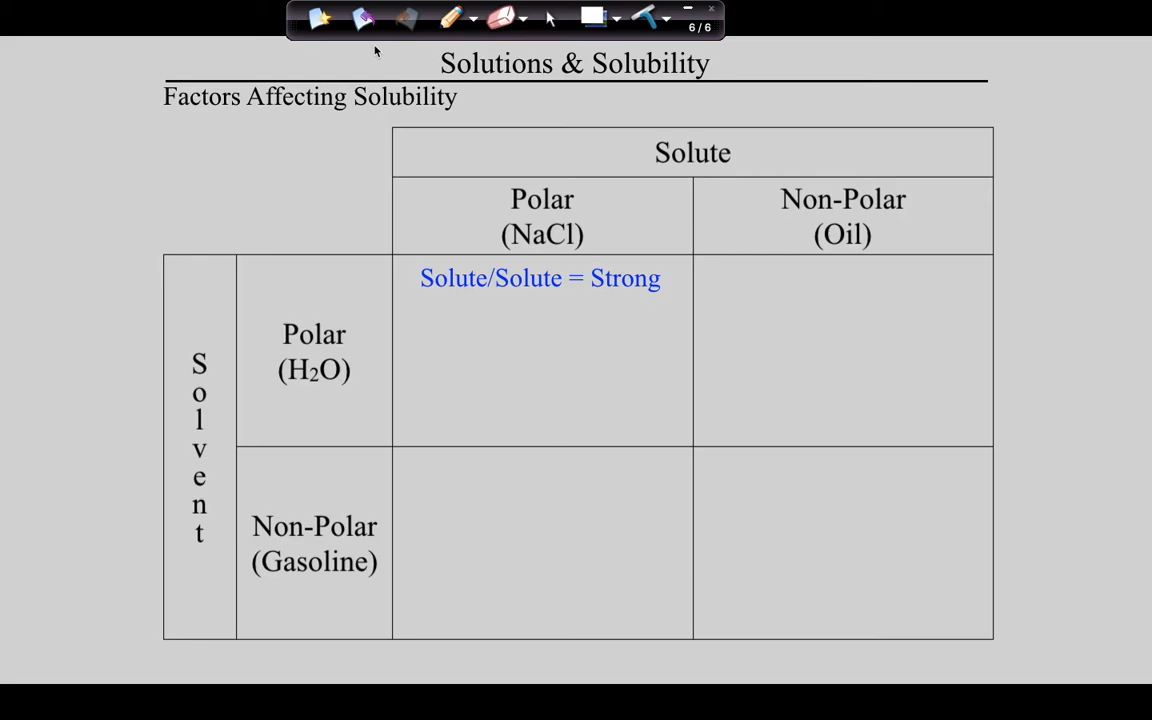 6 / 6
Solutions & Solubility
Factors Affecting Solubility
Solute
Polar
(NaCl)
Non-Polar
(Oil)
Solvent
Polar
(H₂O)
Solute/Solute = Strong
Non-Polar
(Gasoline)